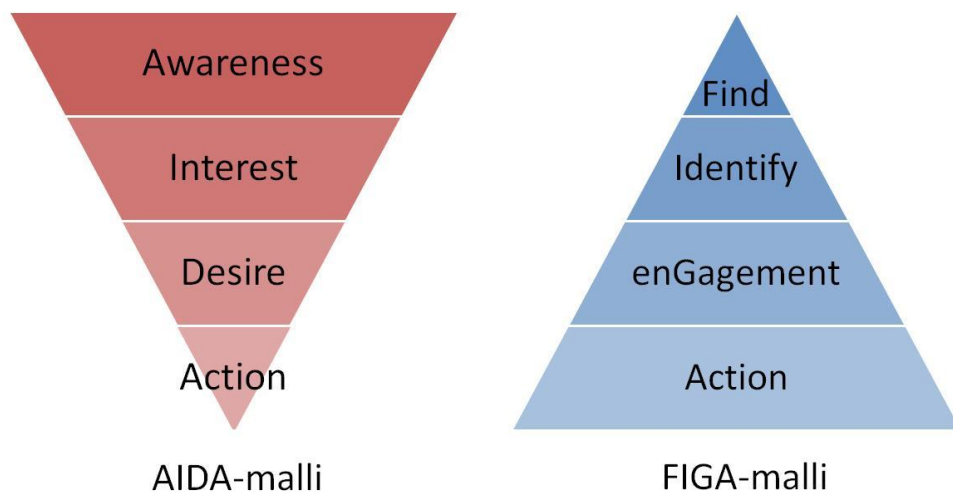 Awareness
Interest
Desire
Action
AIDA-malli
Find
Identify
enGagement
Action
FIGA-malli